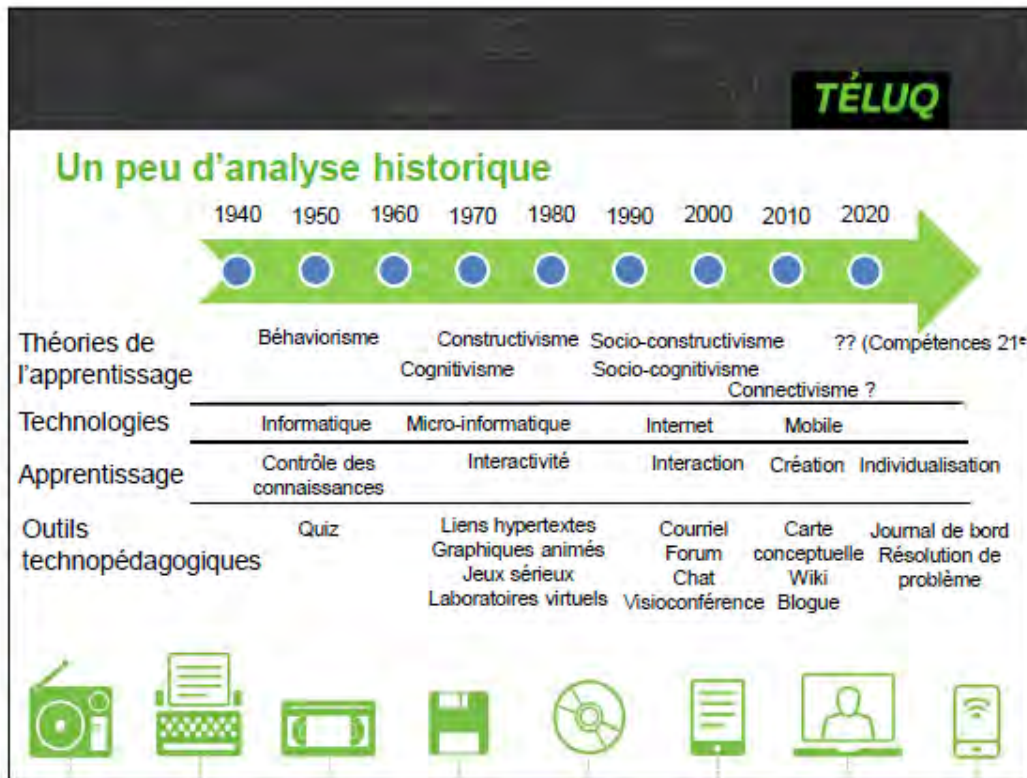 TÉLUQ
Un peu d'analyse historique
1940 1950 1960 1970 1980 1990 2000 2010 2020
Théories de l'apprentissage
Béhaviorisme Constructivisme Socio-constructivisme ?? (Compétences 21e
Cognitivisme Socio-cognitivisme
Connectivisme ?
Technologies Informatique Micro-informatique Internet Mobile
Apprentissage Contrôle des connaissances Interactivité Interaction Création Individualisation
Outils technopédagogiques
Quiz
Liens hypertextes
Graphiques animés
Jeux sérieux
Laboratoires virtuels
Courriel
Forum
Chat
Visioconférence
Carte
conceptuelle
Wiki
Blogue
Journal de bord
Résolution de
problème